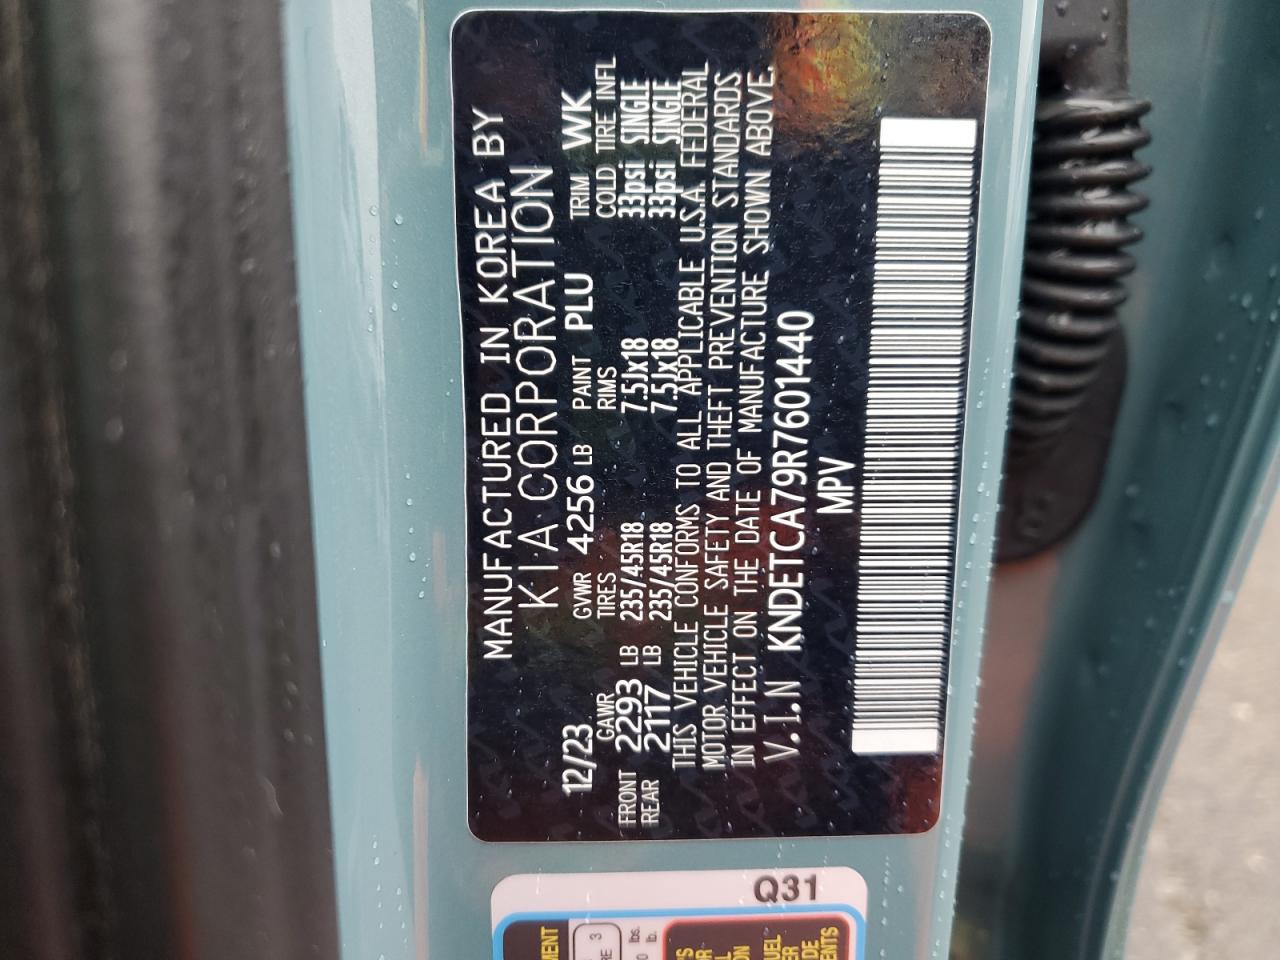 MANUFACTURED IN KOREA BY
KIA CORPORATION
12/23 GVWR 4256 LB PAINT PLU TRIM WK
GAWR TIRES RIMS COLD TIRE INFL
FRONT 2293 LB 235/45R18 7.5Jx18 33psi SINGLE
REAR 2117 LB 235/45R18 7.5Jx18 33psi SINGLE
THIS VEHICLE CONFORMS TO ALL APPLICABLE U.S.A. FEDERAL
MOTOR VEHICLE SAFETY AND THEFT PREVENTION STANDARDS
IN EFFECT ON THE DATE OF MANUFACTURE SHOWN ABOVE.
V.I.N KNDETCA79R7601440
MPV
Q31